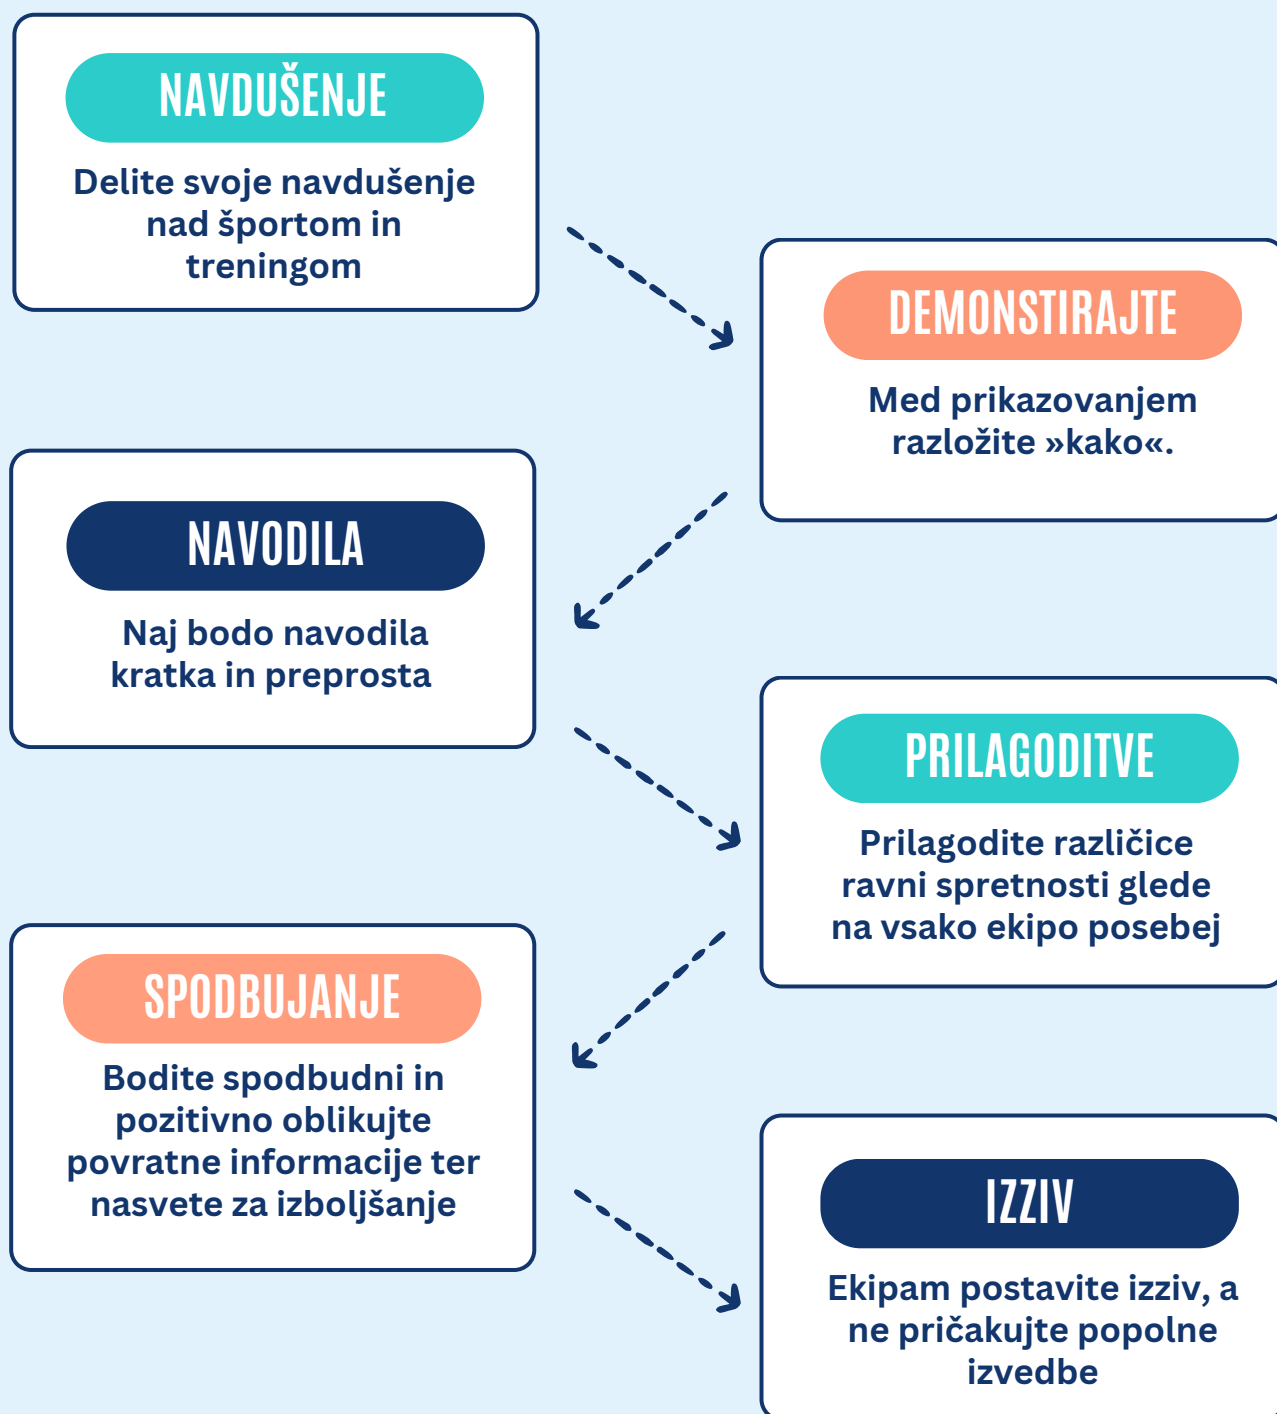 NAVDUŠENJE
Delite svoje navdušenje
nad športom in
treningom
DEMONSTIRAJTE
Med prikazovanjem
razložite »kako«.
NAVODILA
Naj bodo navodila
kratka in preprosta
PRILAGODITVE
Prilagodite različice
ravni spretnosti glede
na vsako ekipo posebej
SPODBUJANJE
Bodite spodbudni in
pozitivno oblikujte
povratne informacije ter
nasvete za izboljšanje
IZZIV
Ekipam postavite izziv, a
ne pričakujte popolne
izvedbe